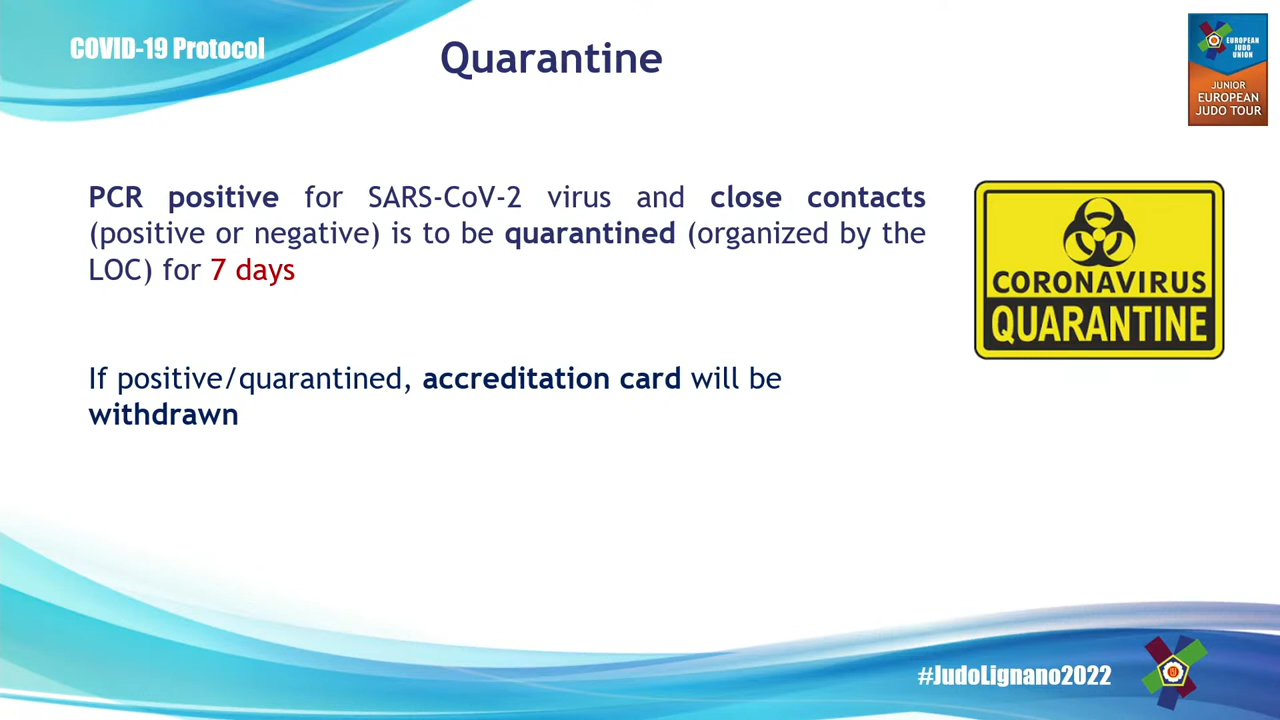 COVID-19 Protocol
Quarantine
EUROPEAN
JUDO
UNION
JUNIOR
EUROPEAN
JUDO TOUR
PCR positive for SARS-CoV-2 virus and close contacts
(positive or negative) is to be quarantined (organized by the
LOC) for 7 days
CORONAVIRUS
QUARANTINE
If positive/quarantined, accreditation card will be
withdrawn
#JudoLignano2022